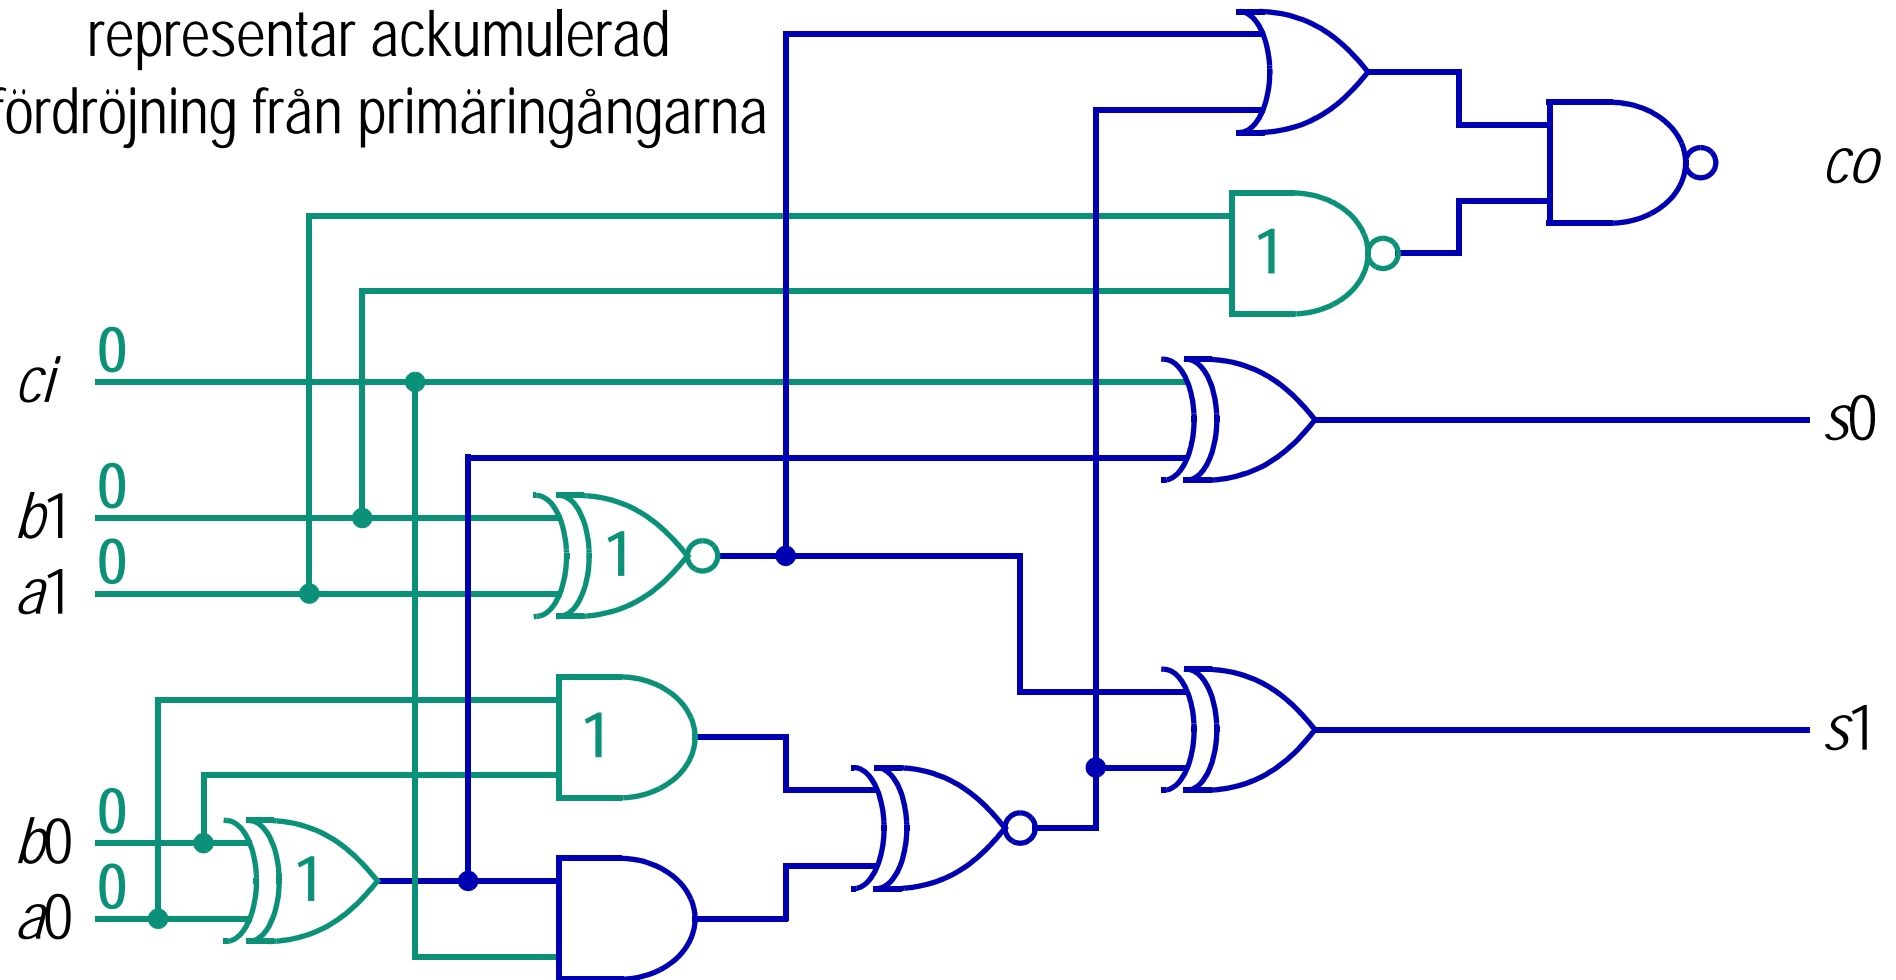 representar ackumulerad
fördröjning från primäringångarna
co
1
0
ci
s0
0
b1
1
0
a1
1
s1
0
b0
1
0
a0